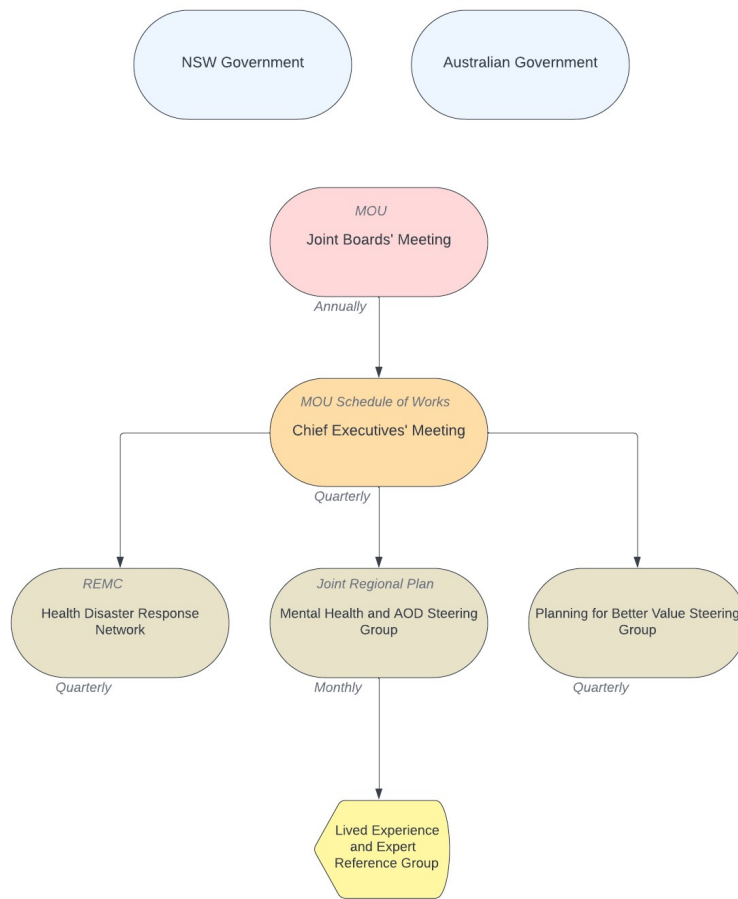 NSW Government
Australian Government
MOU
Joint Boards' Meeting
Annually
MOU Schedule of Works
Chief Executives' Meeting
Quarterly
REMC
Health Disaster Response
Network
Quarterly
Joint Regional Plan
Mental Health and AOD Steering
Group
Monthly
Planning for Better Value Steering
Group
Quarterly
Lived Experience
and Expert
Reference Group